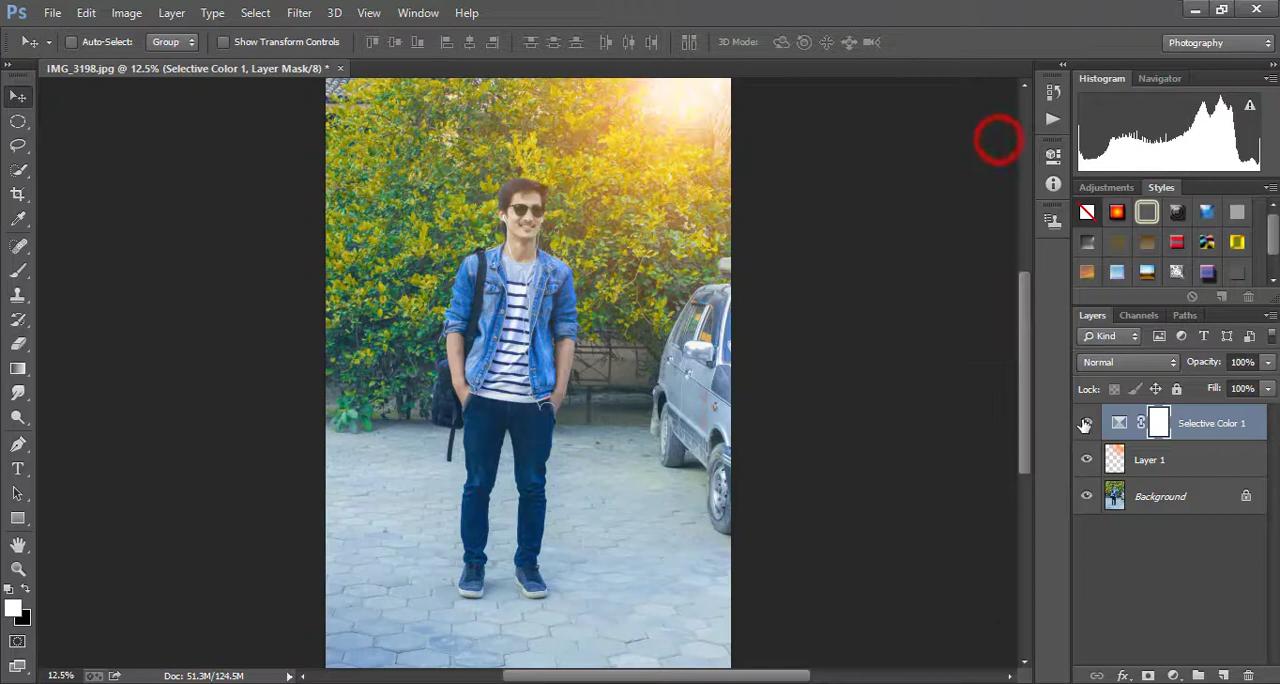 Ps File Edit Image Layer Type Select Filter 3D View Window Help
Auto-Select: Group Show Transform Controls 3D Mode: Photography
IMG_3198.jpg @ 12.5% (Selective Color 1, Layer Mask/8) * ×
Histogram Navigator
Adjustments Styles
Layers Channels Paths
Kind T
Normal Opacity: 100%
Lock: Fill: 100%
Selective Color 1
Layer 1
Background
T
12.5% Doc: 51.3M/124.5M
fx